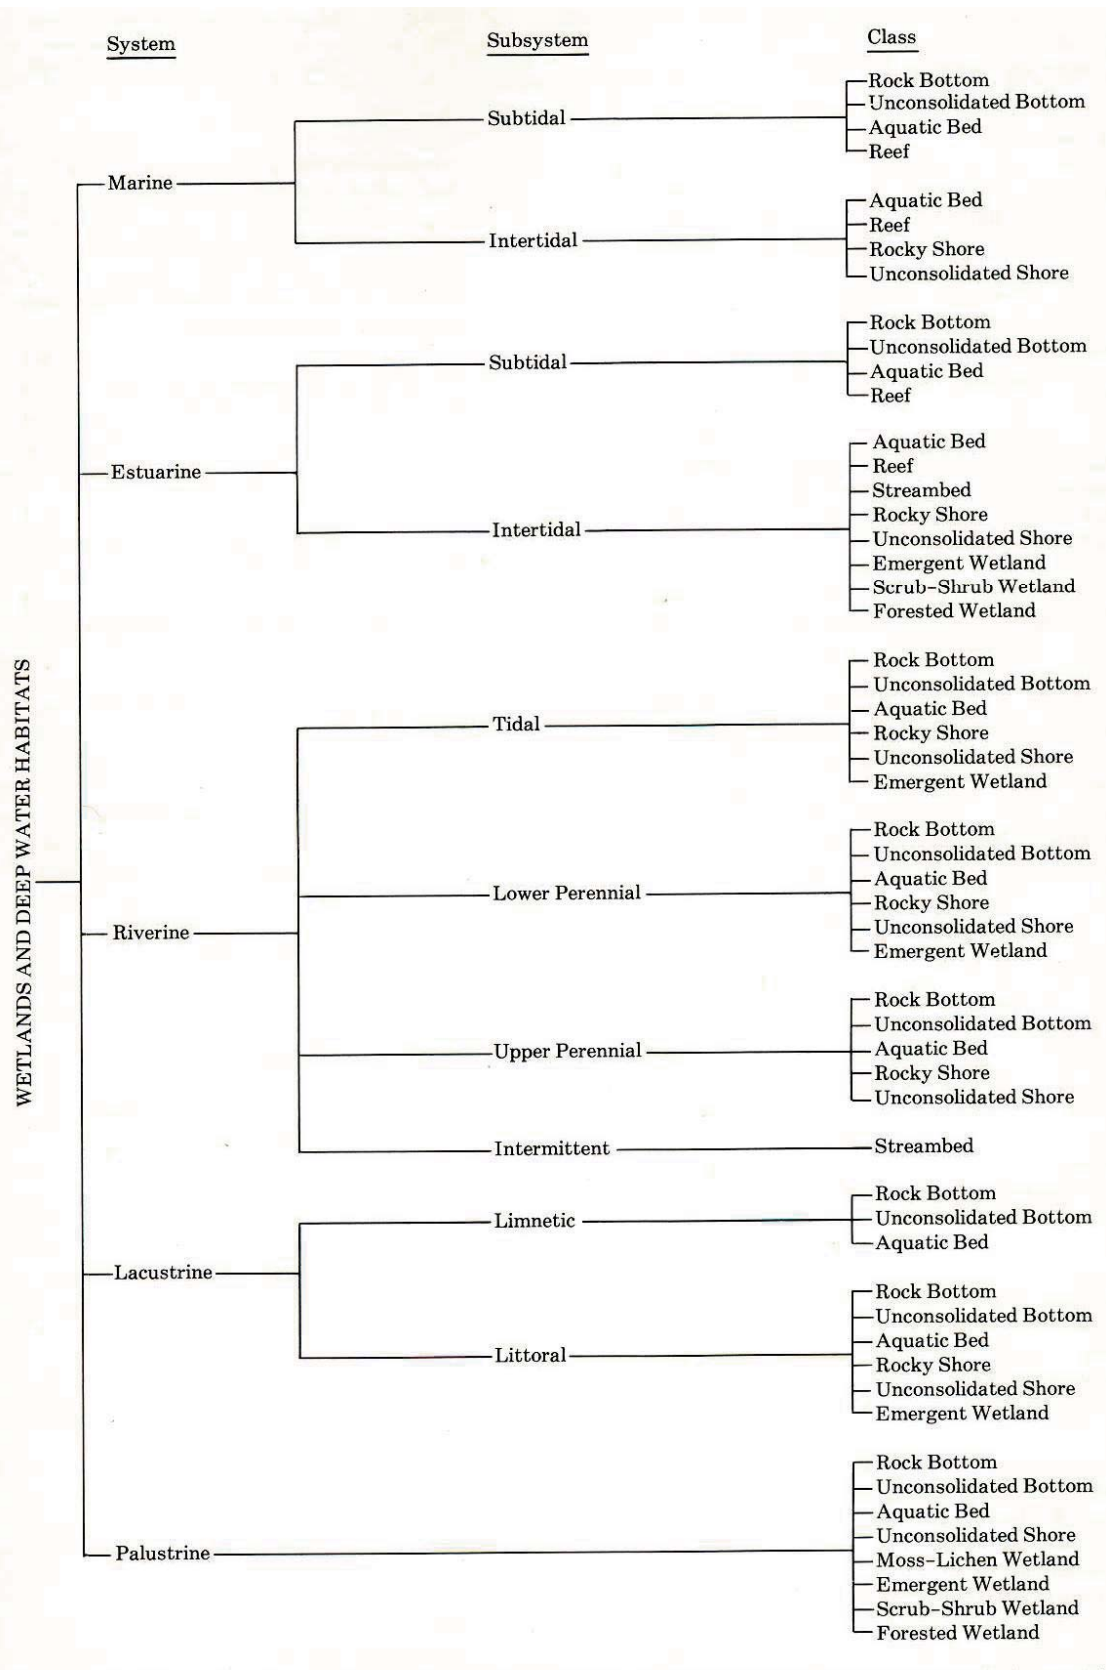 System
Subsystem
Class
WETLANDS AND DEEP WATER HABITATS
Marine
Subtidal
Rock Bottom
Unconsolidated Bottom
Aquatic Bed
Reef
Intertidal
Aquatic Bed
Reef
Rocky Shore
Unconsolidated Shore
Estuarine
Subtidal
Rock Bottom
Unconsolidated Bottom
Aquatic Bed
Reef
Intertidal
Aquatic Bed
Reef
Streambed
Rocky Shore
Unconsolidated Shore
Emergent Wetland
Scrub-Shrub Wetland
Forested Wetland
Riverine
Tidal
Rock Bottom
Unconsolidated Bottom
Aquatic Bed
Rocky Shore
Unconsolidated Shore
Emergent Wetland
Lower Perennial
Rock Bottom
Unconsolidated Bottom
Aquatic Bed
Rocky Shore
Unconsolidated Shore
Emergent Wetland
Upper Perennial
Rock Bottom
Unconsolidated Bottom
Aquatic Bed
Rocky Shore
Unconsolidated Shore
Intermittent
Streambed
Lacustrine
Limnetic
Rock Bottom
Unconsolidated Bottom
Aquatic Bed
Littoral
Rock Bottom
Unconsolidated Bottom
Aquatic Bed
Rocky Shore
Unconsolidated Shore
Emergent Wetland
Palustrine
Rock Bottom
Unconsolidated Bottom
Aquatic Bed
Unconsolidated Shore
Moss-Lichen Wetland
Emergent Wetland
Scrub-Shrub Wetland
Forested Wetland